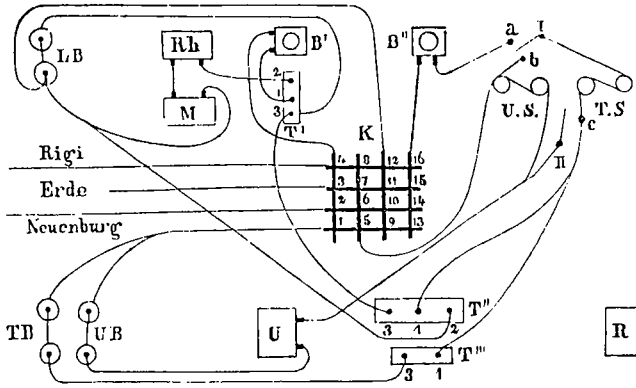 LB
Rh
M
B'
2
1
3
T'
B''
a
I
b
U.S.
T.S
c
II
K
4 8 12 16
3 7 11 15
2 6 10 14
1 5 9 13
Rigi
Erde
Neuenburg
TB
UB
U
3 1 2
T''
3 1
T'''
R